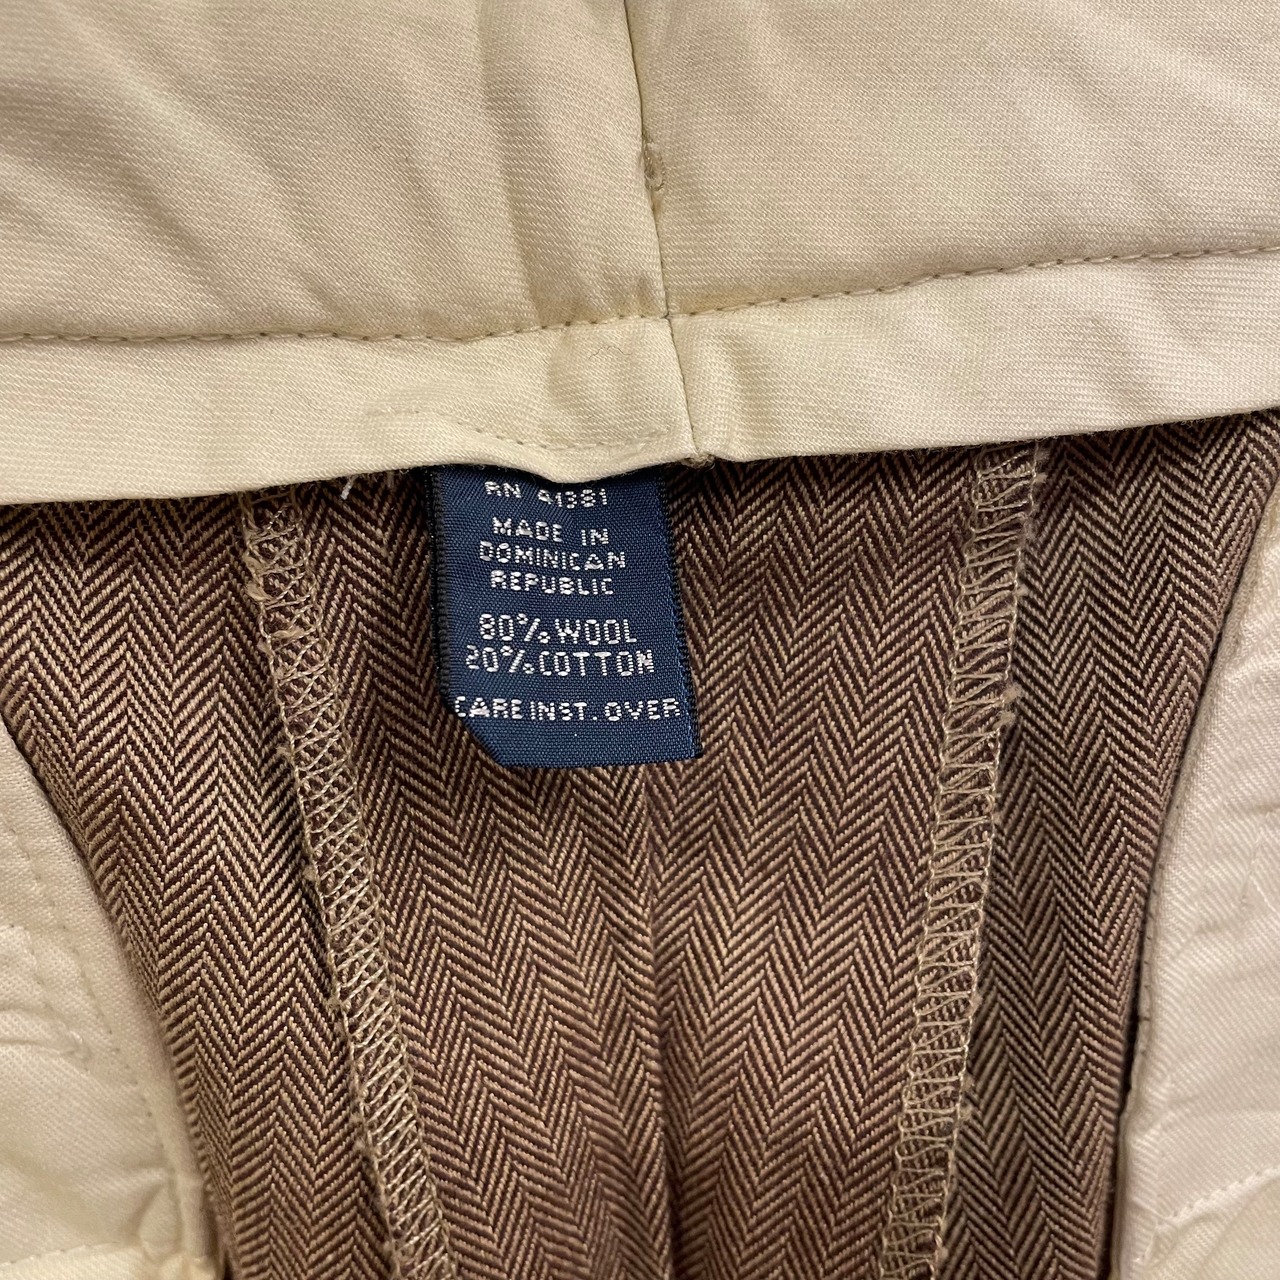 RN 41381
MADE IN
DOMINICAN
REPUBLIC
80% WOOL
20% COTTON
CARE INST. OVER